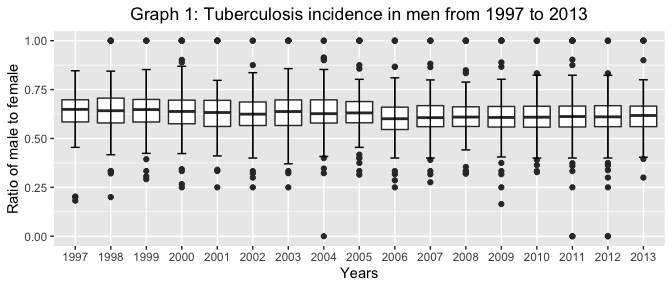 Graph 1: Tuberculosis incidence in men from 1997 to 2013
1.00
0.75
0.50
0.25
0.00
Ratio of male to female
1997 1998 1999 2000 2001 2002 2003 2004 2005 2006 2007 2008 2009 2010 2011 2012 2013
Years